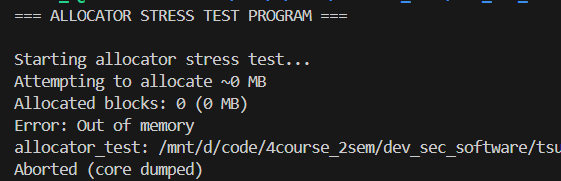 === ALLOCATOR STRESS TEST PROGRAM ===
Starting allocator stress test...
Attempting to allocate ~0 MB
Allocated blocks: 0 (0 MB)
Error: Out of memory
allocator_test: /mnt/d/code/4course_2sem/dev_sec_software/tsu
Aborted (core dumped)